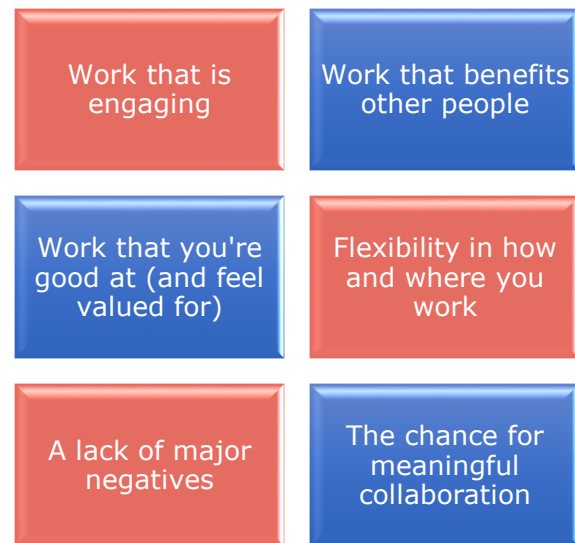 Work that is
engaging
Work that benefits
other people
Work that you're
good at (and feel
valued for)
Flexibility in how
and where you
work
A lack of major
negatives
The chance for
meaningful
collaboration